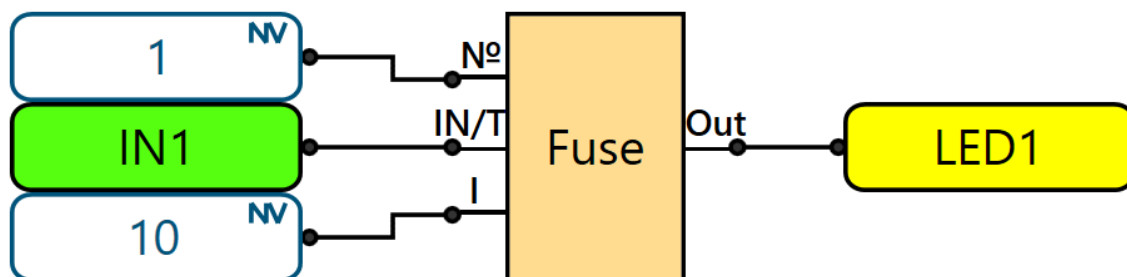 1 NV
Nº
IN1
IN/T
Fuse
Out
LED1
I
10 NV